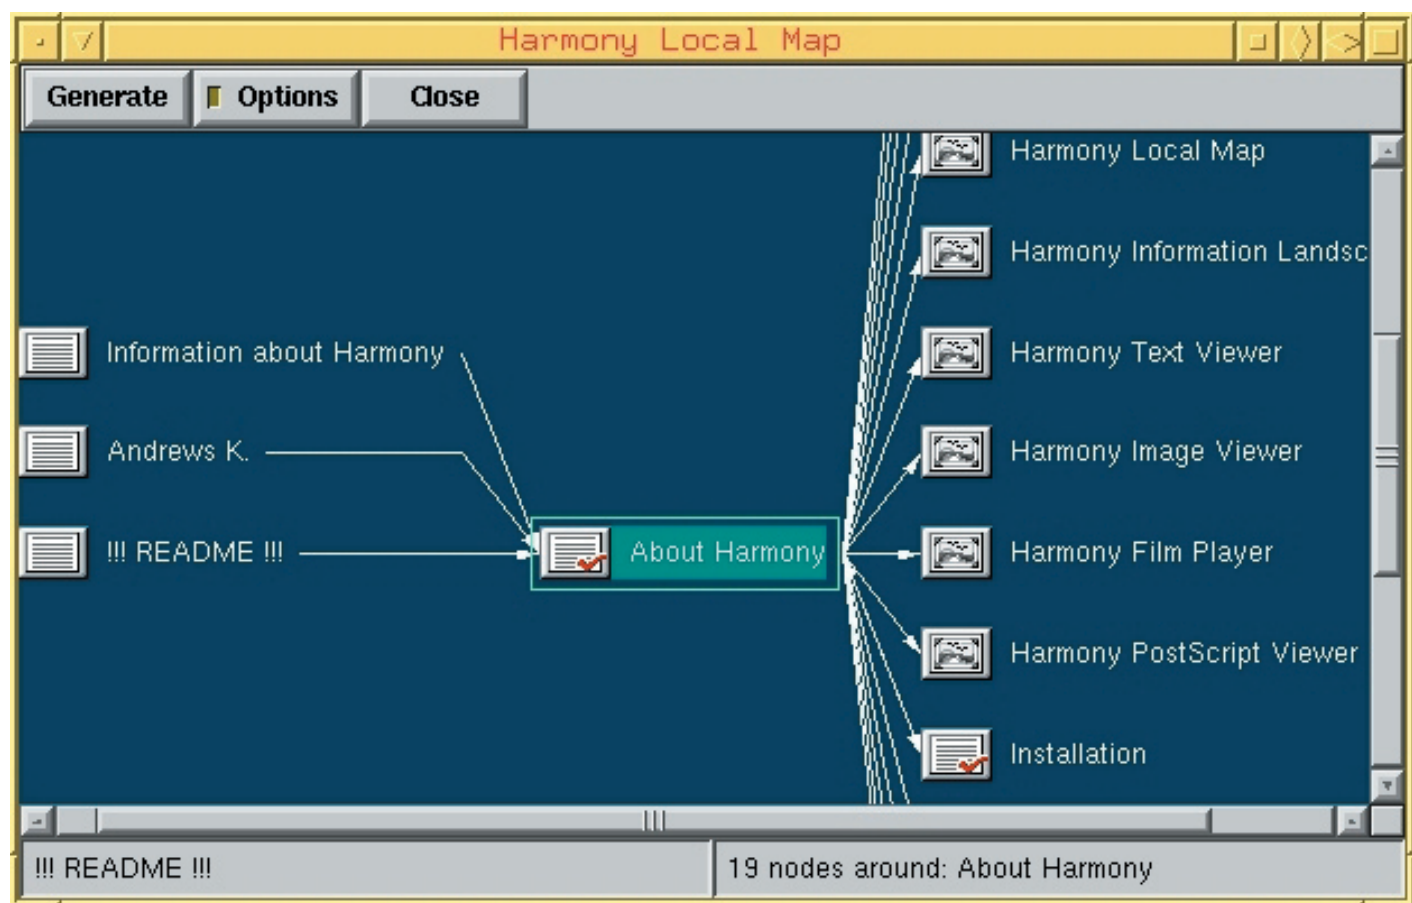 Harmony Local Map
Generate
Options
Close
Harmony Local Map
Harmony Information Landsc
Information about Harmony
Harmony Text Viewer
Andrews K.
Harmony Image Viewer
!!! README !!!
About Harmony
Harmony Film Player
Harmony PostScript Viewer
Installation
!!! README !!!
19 nodes around: About Harmony